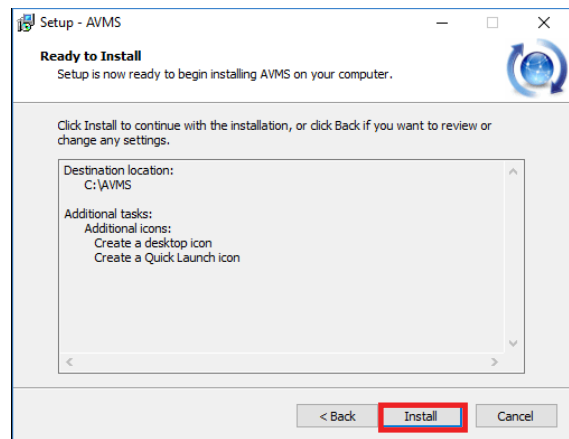 Setup - AVMS
Ready to Install
Setup is now ready to begin installing AVMS on your computer.
Click Install to continue with the installation, or click Back if you want to review or
change any settings.
Destination location:
C:\AVMS
Additional tasks:
Additional icons:
Create a desktop icon
Create a Quick Launch icon
< Back Install Cancel